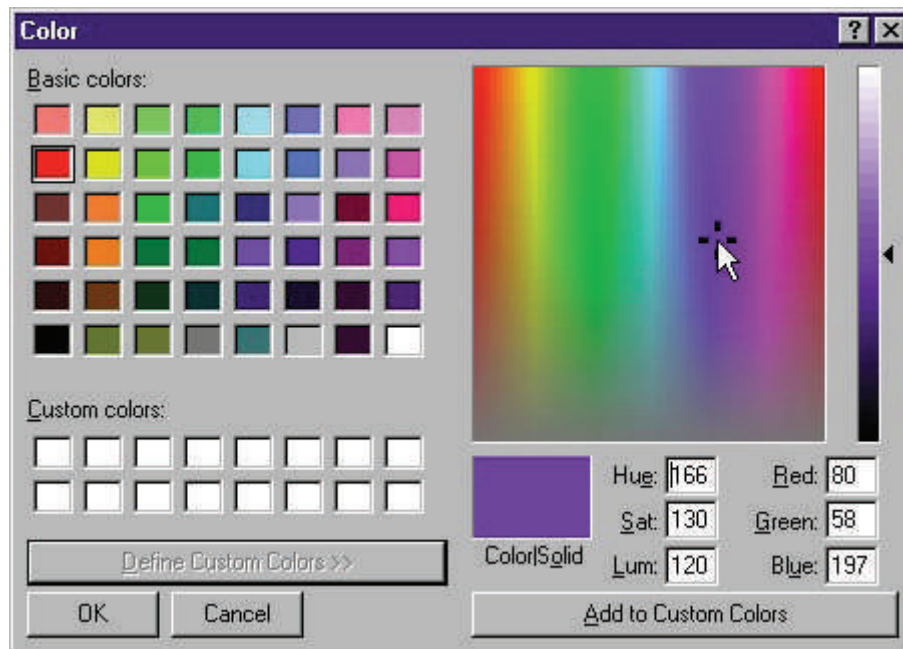 Color
Basic colors:
Custom colors:
Define Custom Colors >>
OK Cancel
Color|Solid
Hue: 166
Sat: 130
Lum: 120
Red: 80
Green: 58
Blue: 197
Add to Custom Colors